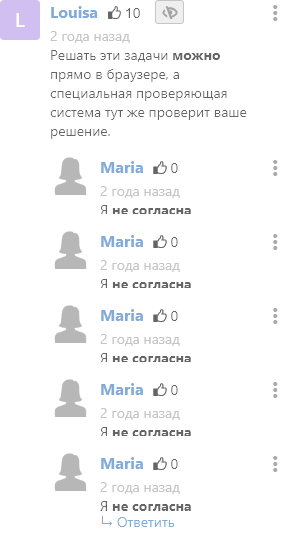 L
Louisa 10
2 года назад
Решать эти задачи можно
прямо в браузере, а
специальная проверяющая
система тут же проверит ваше
решение.
Maria 0
2 года назад
Я не согласна
Maria 0
2 года назад
Я не согласна
Maria 0
2 года назад
Я не согласна
Maria 0
2 года назад
Я не согласна
Maria 0
2 года назад
Я не согласна
Ответить